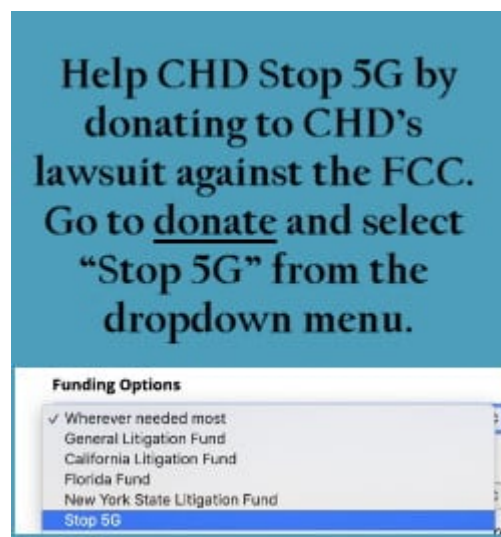 Help CHD Stop 5G by
donating to CHD's
lawsuit against the FCC.
Go to donate and select
“Stop 5G” from the
dropdown menu.
Funding Options
✓ Wherever needed most
General Litigation Fund
California Litigation Fund
Florida Fund
New York State Litigation Fund
Stop 5G